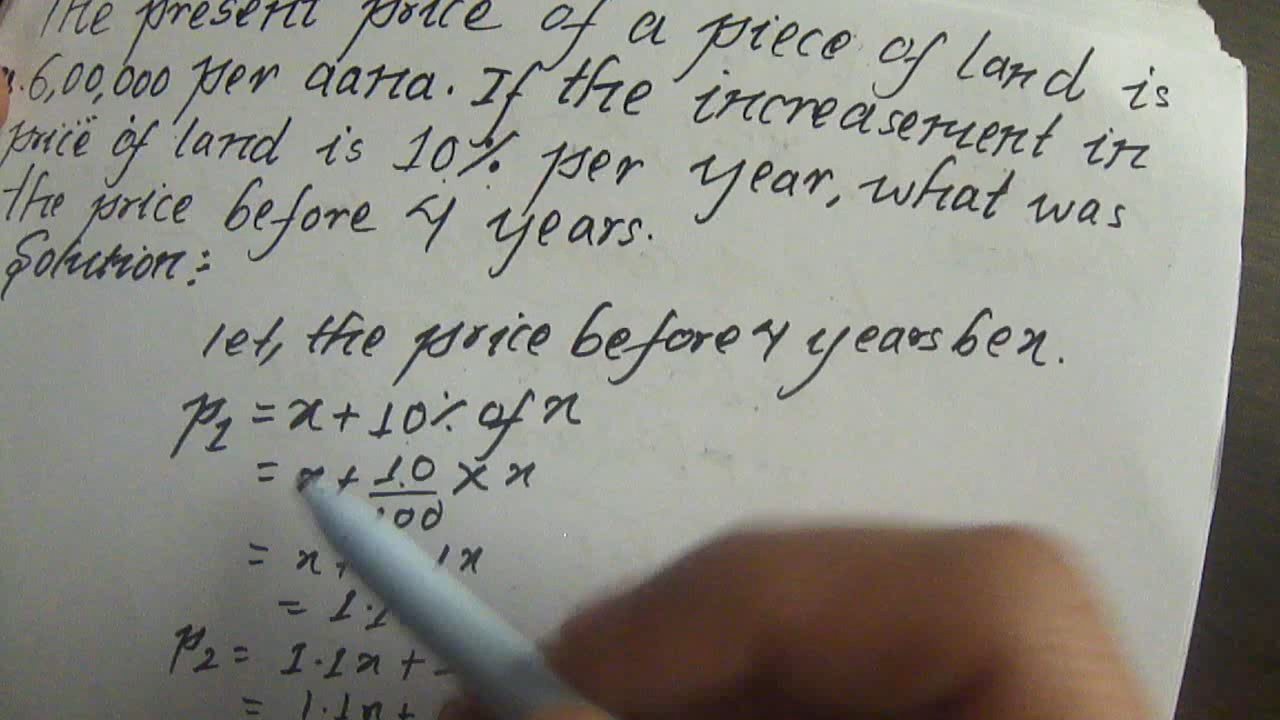 The present price of a piece of land is
6,00,000 per aana. If the increasement in
price of land is 10% per year, what was
the price before 4 years.
Solution:-
let, the price before 4 years be x.
P1 = x + 10% of x
= x + 10/100 × x
= x + 1x
= 1.1
P2 = 1.1x +
= 1.1x +